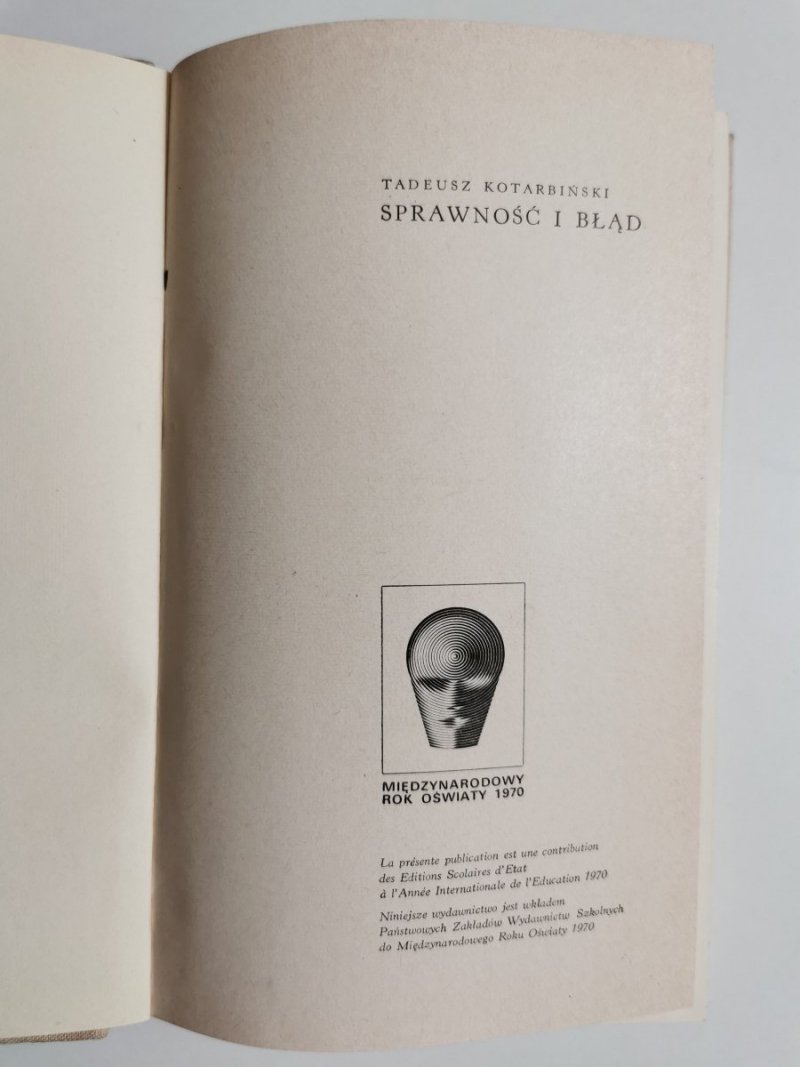 TADEUSZ KOTARBIŃSKI
SPRAWNOŚĆ I BŁĄD
MIĘDZYNARODOWY
ROK OŚWIATY 1970
La présente publication est une contribution
des Editions Scolaires d'Etat
à l'Année Internationale de l'Education 1970
Niniejsze wydawnictwo jest wkładem
Państwowych Zakładów Wydawnictw Szkolnych
do Międzynarodowego Roku Oświaty 1970